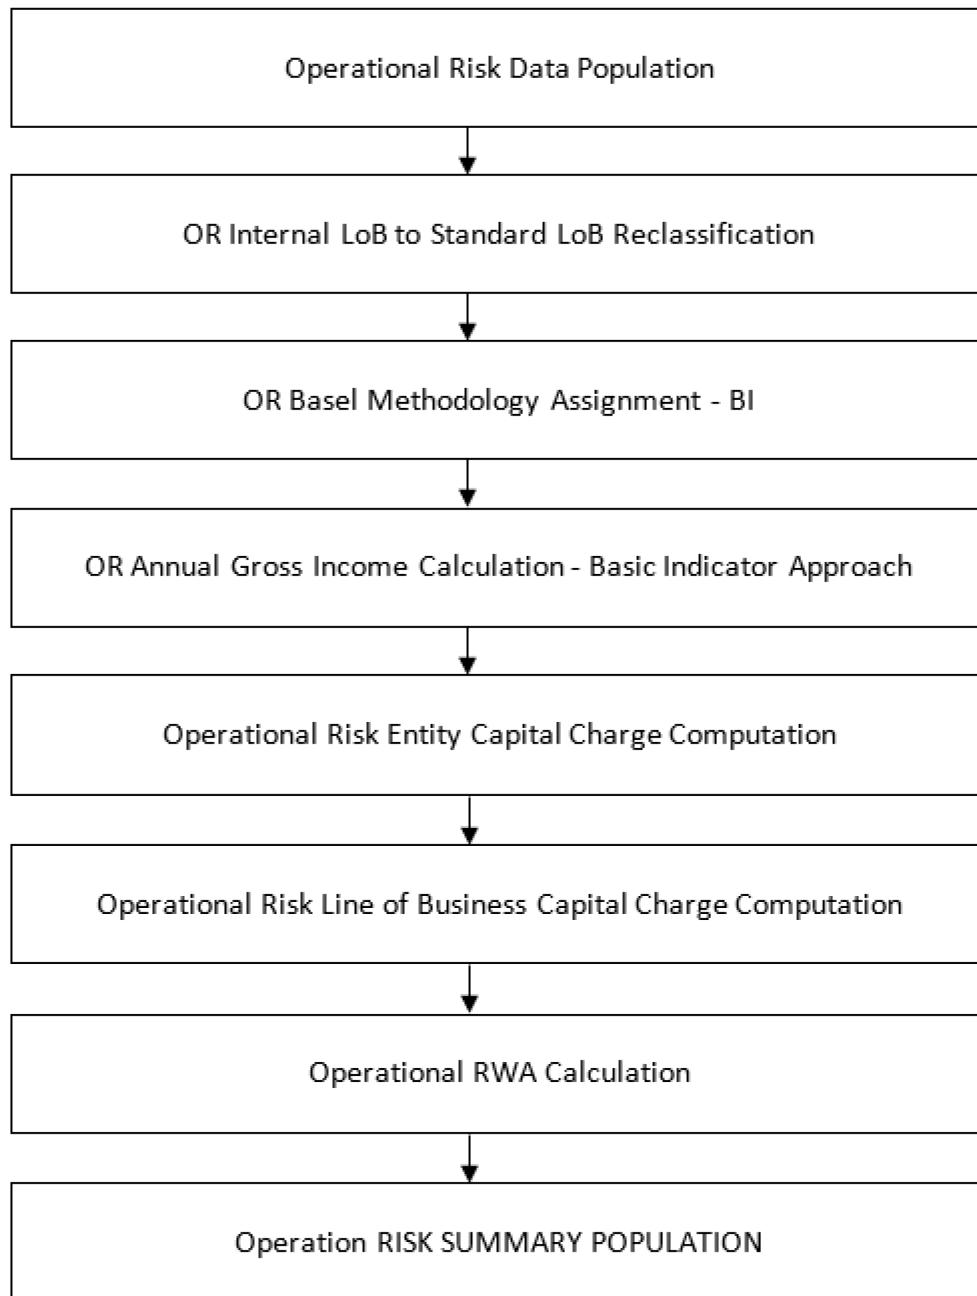 Operational Risk Data Population
OR Internal LoB to Standard LoB Reclassification
OR Basel Methodology Assignment - BI
OR Annual Gross Income Calculation - Basic Indicator Approach
Operational Risk Entity Capital Charge Computation
Operational Risk Line of Business Capital Charge Computation
Operational RWA Calculation
Operation RISK SUMMARY POPULATION